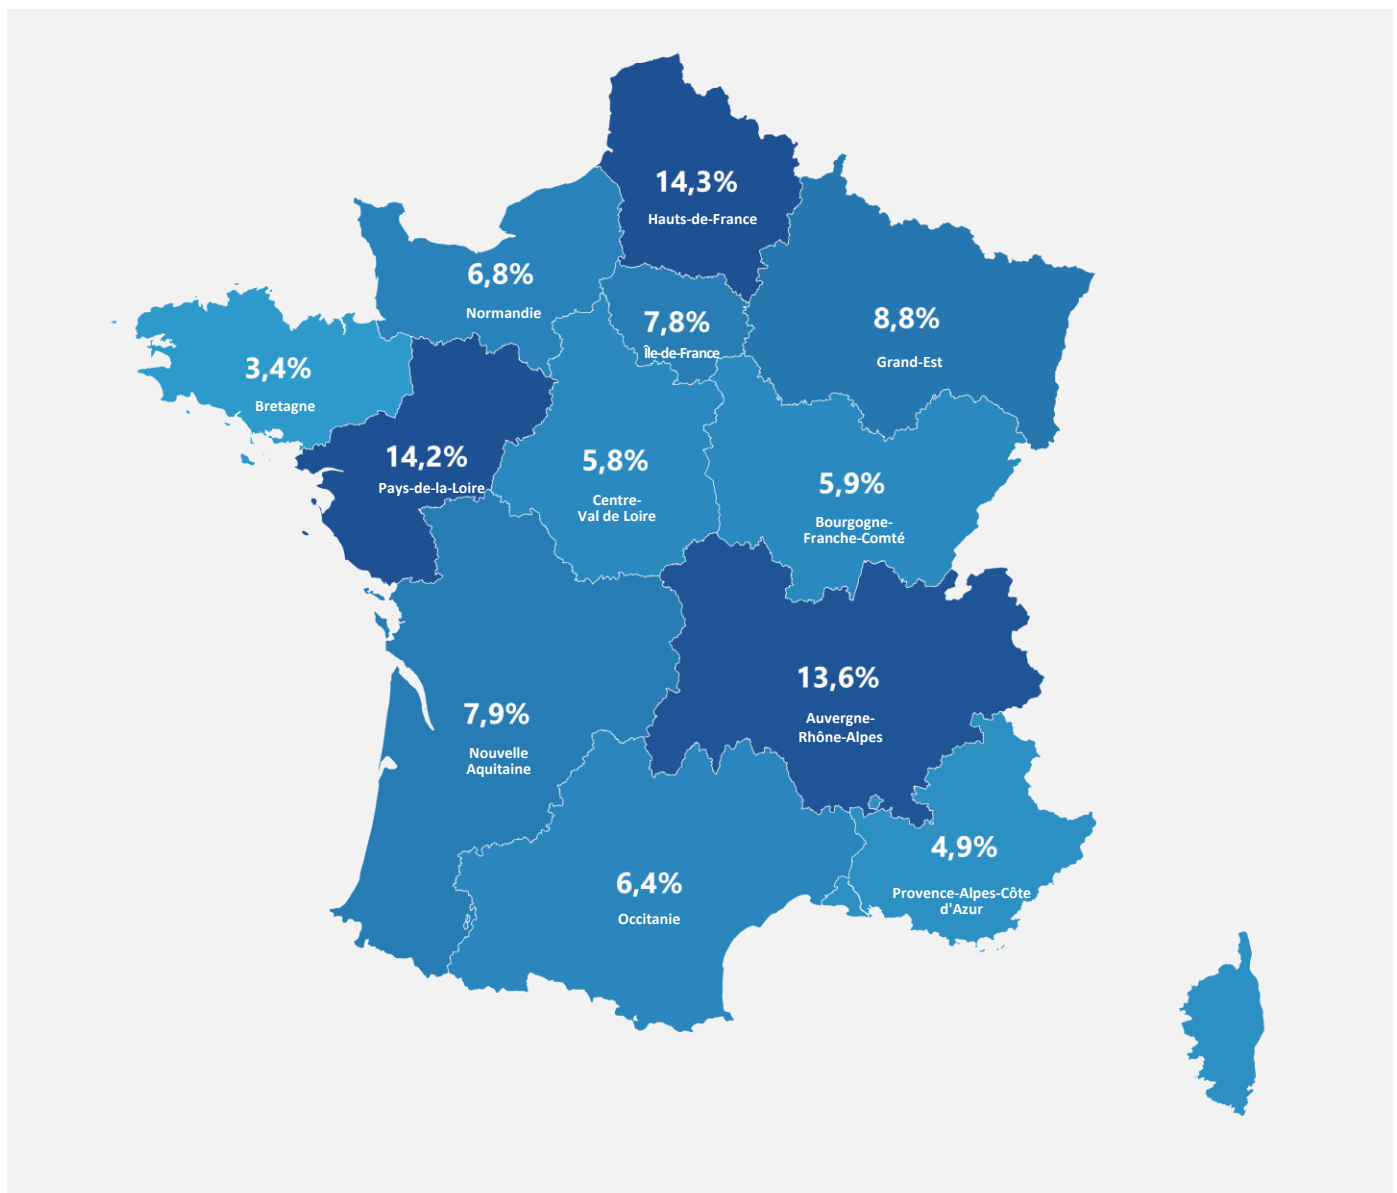 14,3%
Hauts-de-France
6,8%
Normandie
7,8%
Île-de-France
8,8%
Grand-Est
3,4%
Bretagne
14,2%
Pays-de-la-Loire
5,8%
Centre-
Val de Loire
5,9%
Bourgogne-
Franche-Comté
13,6%
Auvergne-
Rhône-Alpes
7,9%
Nouvelle
Aquitaine
4,9%
Provence-Alpes-Côte
d'Azur
6,4%
Occitanie